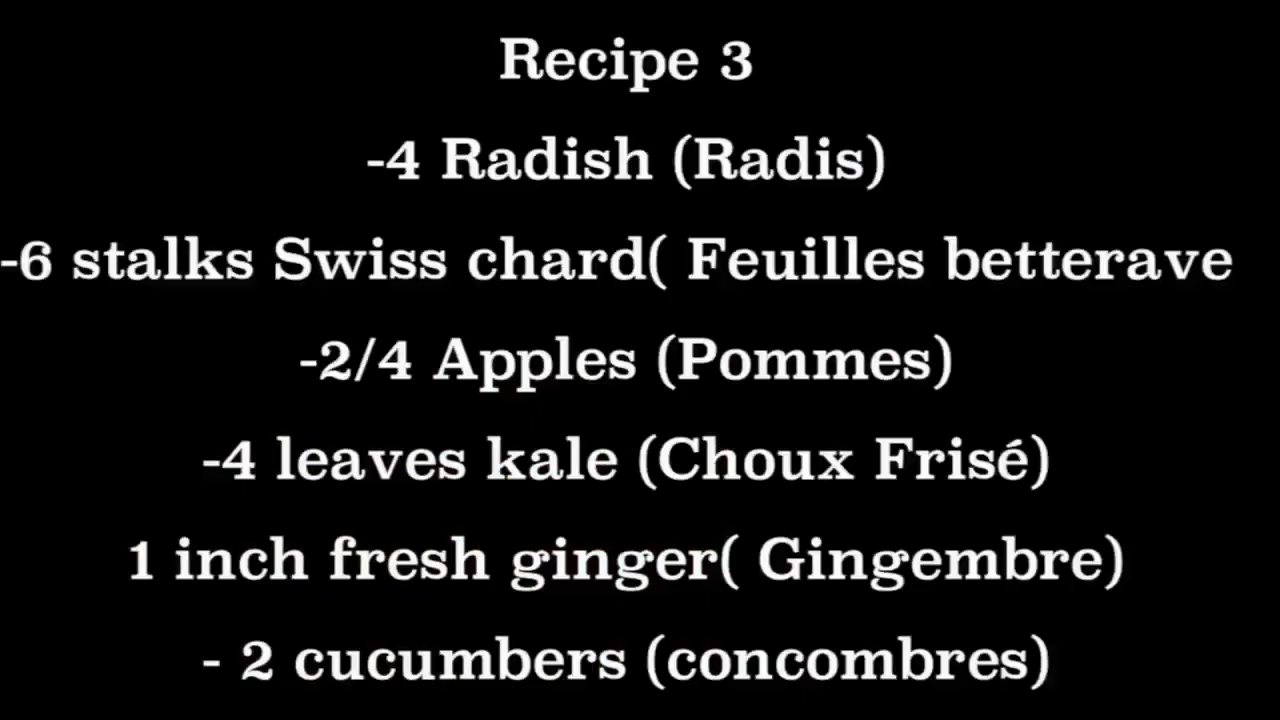 Recipe 3
-4 Radish (Radis)
-6 stalks Swiss chard( Feuilles betterave
-2/4 Apples (Pommes)
-4 leaves kale (Choux Frisé)
1 inch fresh ginger( Gingembre)
- 2 cucumbers (concombres)